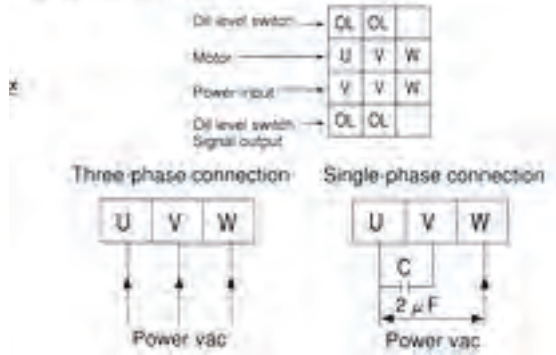 Oil level switch OL OL
Motor U V W
Power input V V W
Oil level switch OL OL
Signal output
Three-phase connection Single-phase connection
U V W U V W
C
2 μF
Power vac Power vac